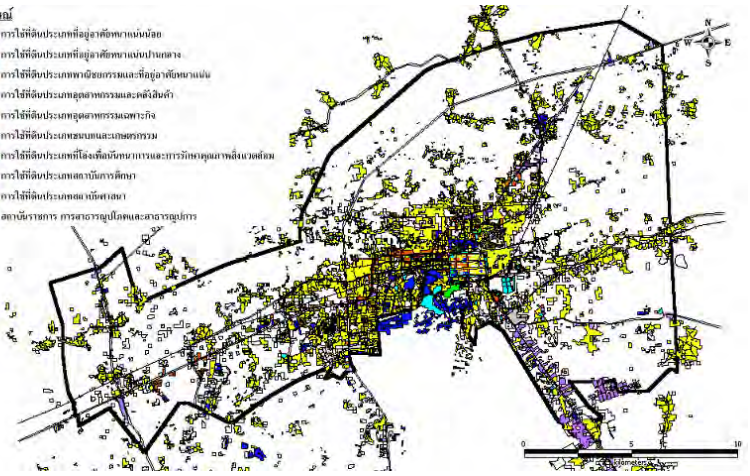 การใช้ที่ดินประเภทที่อยู่อาศัยหนาแน่นน้อย
การใช้ที่ดินประเภทที่อยู่อาศัยหนาแน่นปานกลาง
การใช้ที่ดินประเภทพาณิชยกรรมและที่อยู่อาศัยหนาแน่น
การใช้ที่ดินประเภทอุตสาหกรรมและคลังสินค้า
การใช้ที่ดินประเภทอุตสาหกรรมเฉพาะกิจ
การใช้ที่ดินประเภทชนบทและเกษตรกรรม
การใช้ที่ดินประเภทที่โล่งเพื่อนันทนาการและการรักษาคุณภาพสิ่งแวดล้อม
การใช้ที่ดินประเภทสถาบันการศึกษา
การใช้ที่ดินประเภทสถาบันศาสนา
สถาบันราชการ การสาธารณูปโภคและสาธารณูปการ
N
W E
S
0 5 10
Kilometers